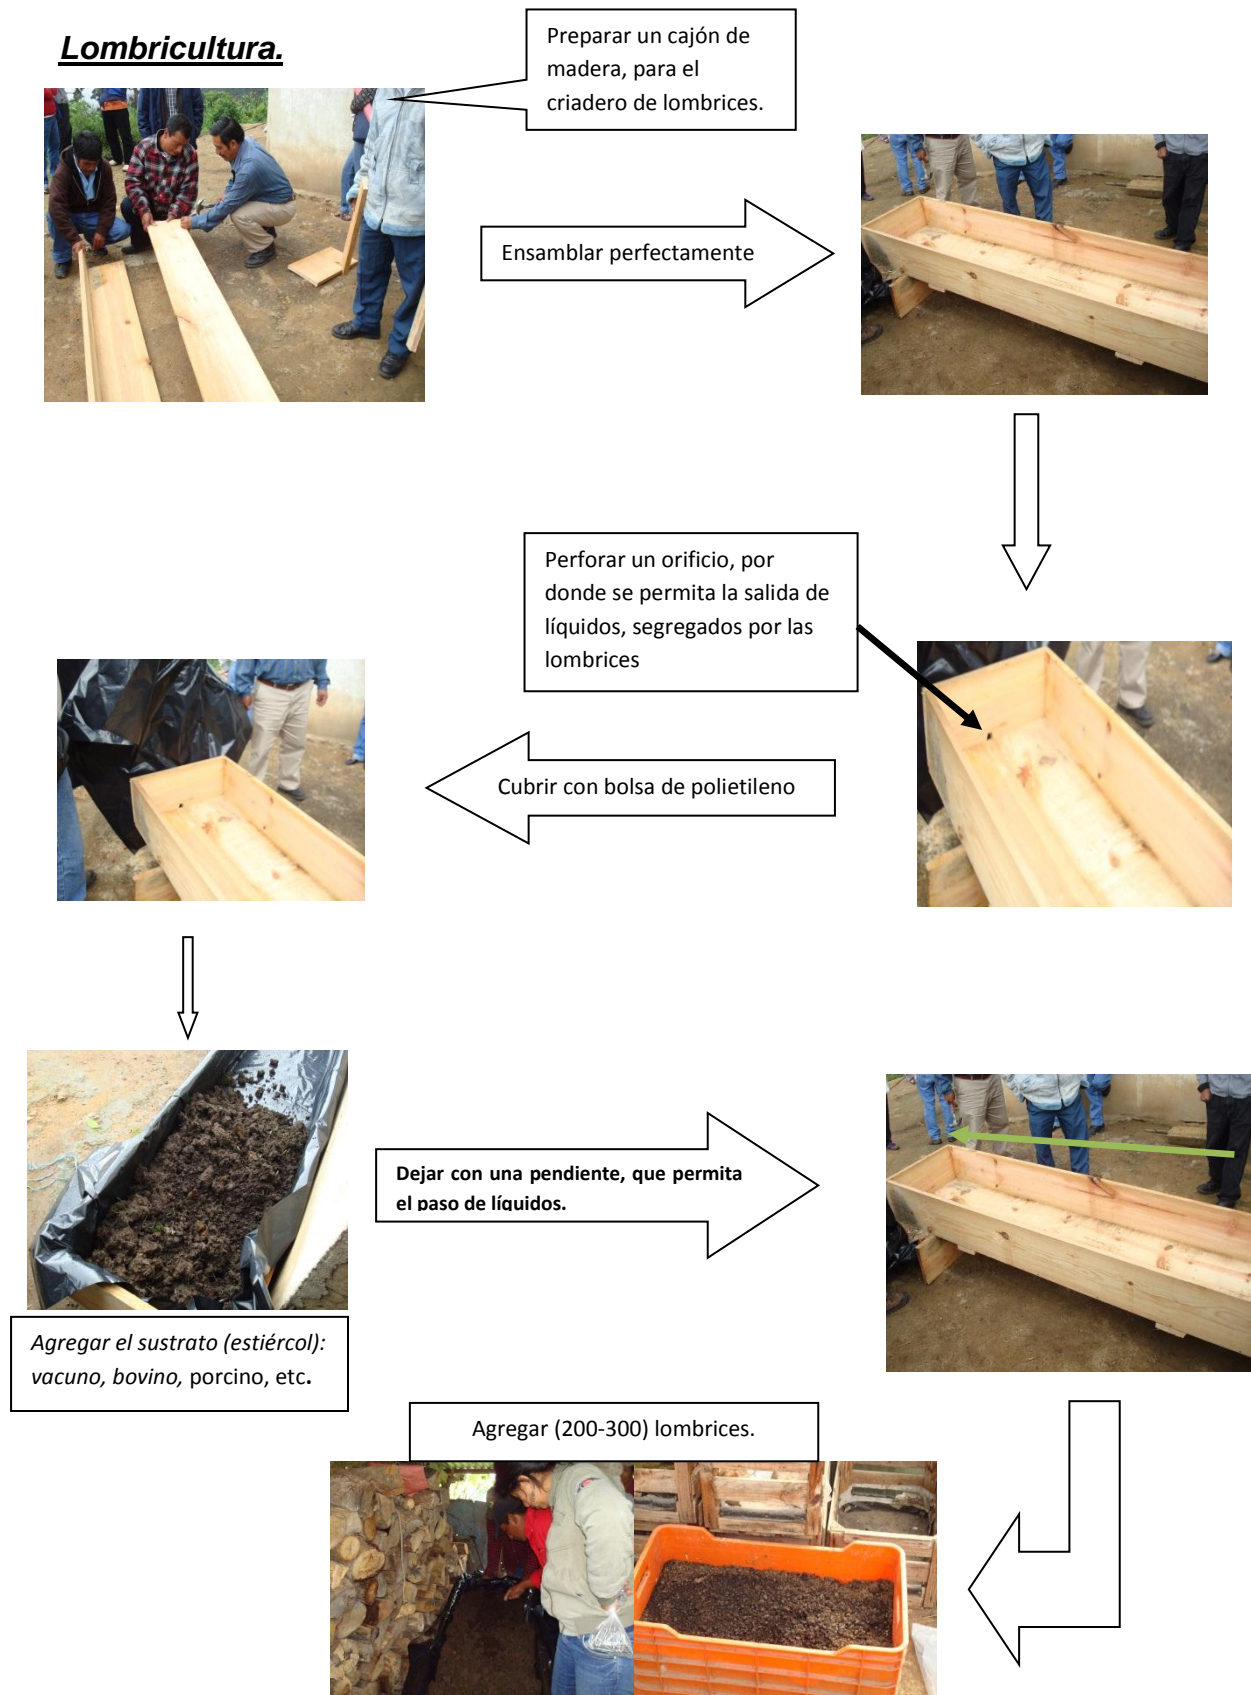 Lombricultura.
Preparar un cajón de
madera, para el
criadero de lombrices.
Ensamblar perfectamente
Perforar un orificio, por
donde se permita la salida de
líquidos, segregados por las
lombrices
Cubrir con bolsa de polietileno
Dejar con una pendiente, que permita
el paso de líquidos.
Agregar el sustrato (estiércol):
vacuno, bovino, porcino, etc.
Agregar (200-300) lombrices.